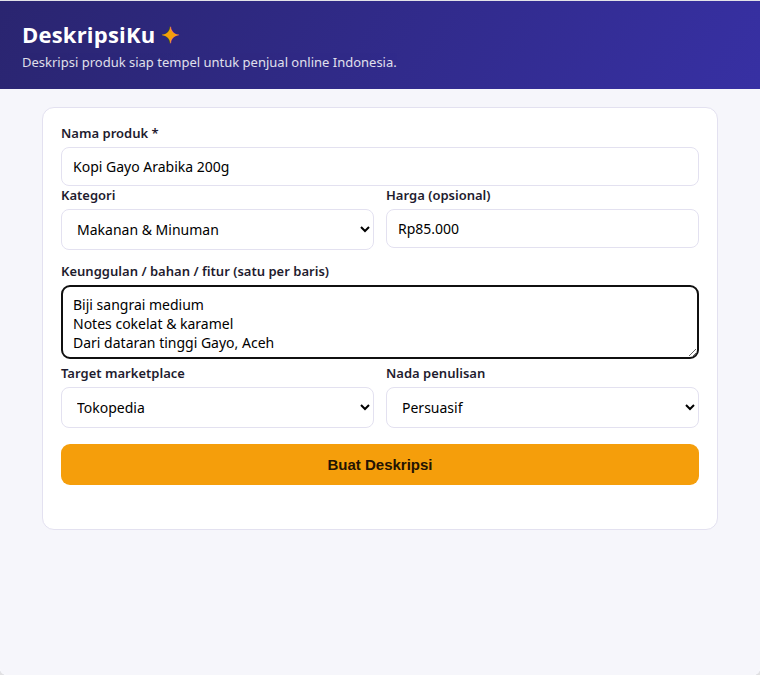 DeskripsiKu ✦
Deskripsi produk siap tempel untuk penjual online Indonesia.
Nama produk *
Kopi Gayo Arabika 200g
Kategori
Harga (opsional)
Makanan & Minuman
Rp85.000
Keunggulan / bahan / fitur (satu per baris)
Biji sangrai medium
Notes cokelat & karamel
Dari dataran tinggi Gayo, Aceh
Target marketplace
Nada penulisan
Tokopedia
Persuasif
Buat Deskripsi